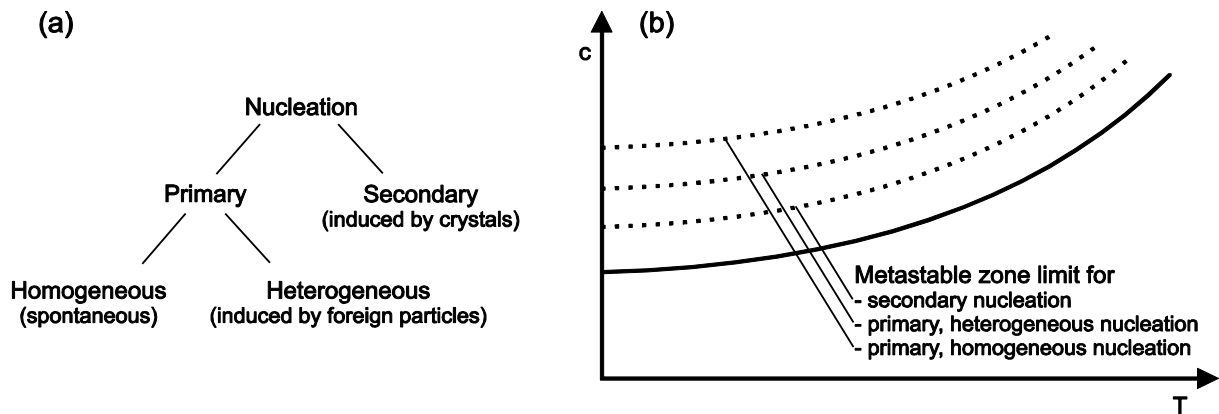 (a)
Nucleation
Primary
Secondary
(induced by crystals)
Homogeneous
(spontaneous)
Heterogeneous
(induced by foreign particles)
(b)
c
Metastable zone limit for
- secondary nucleation
- primary, heterogeneous nucleation
- primary, homogeneous nucleation
T